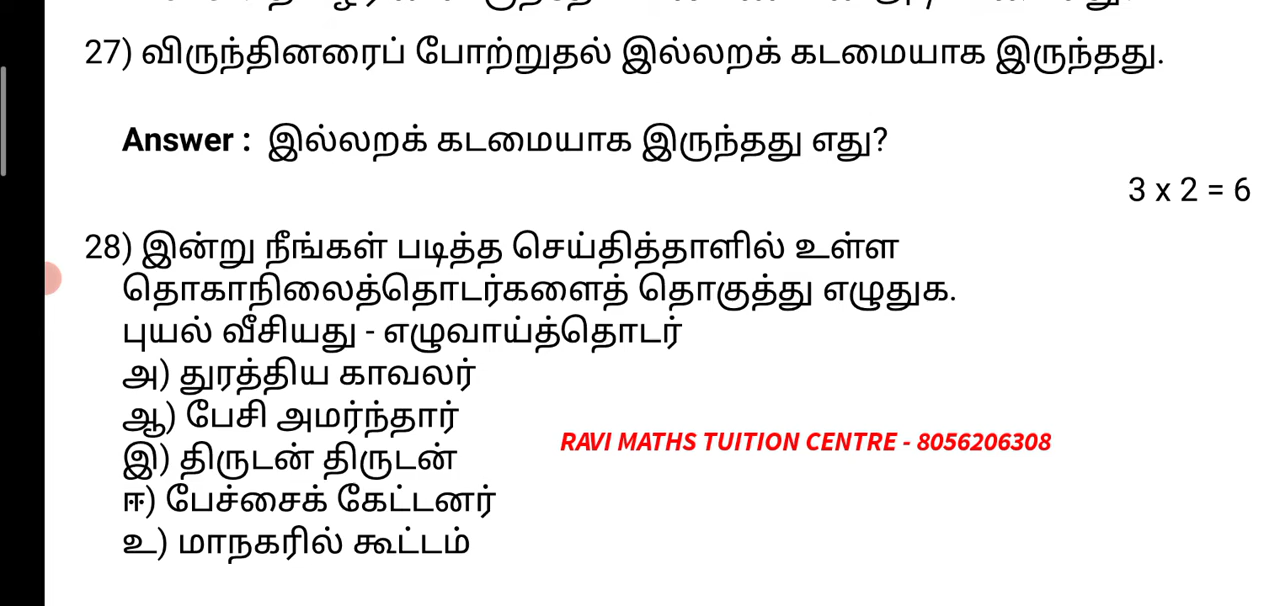 27) விருந்தினரைப் போற்றுதல் இல்லறக் கடமையாக இருந்தது.
Answer : இல்லறக் கடமையாக இருந்தது எது?
3 x 2 = 6
28) இன்று நீங்கள் படித்த செய்தித்தாளில் உள்ள
தொகாநிலைத்தொடர்களைத் தொகுத்து எழுதுக.
புயல் வீசியது - எழுவாய்த்தொடர்
அ) துரத்திய காவலர்
ஆ) பேசி அமர்ந்தார்
RAVI MATHS TUITION CENTRE - 8056206308
இ) திருடன் திருடன்
ஈ) பேச்சைக் கேட்டனர்
உ) மாநகரில் கூட்டம்